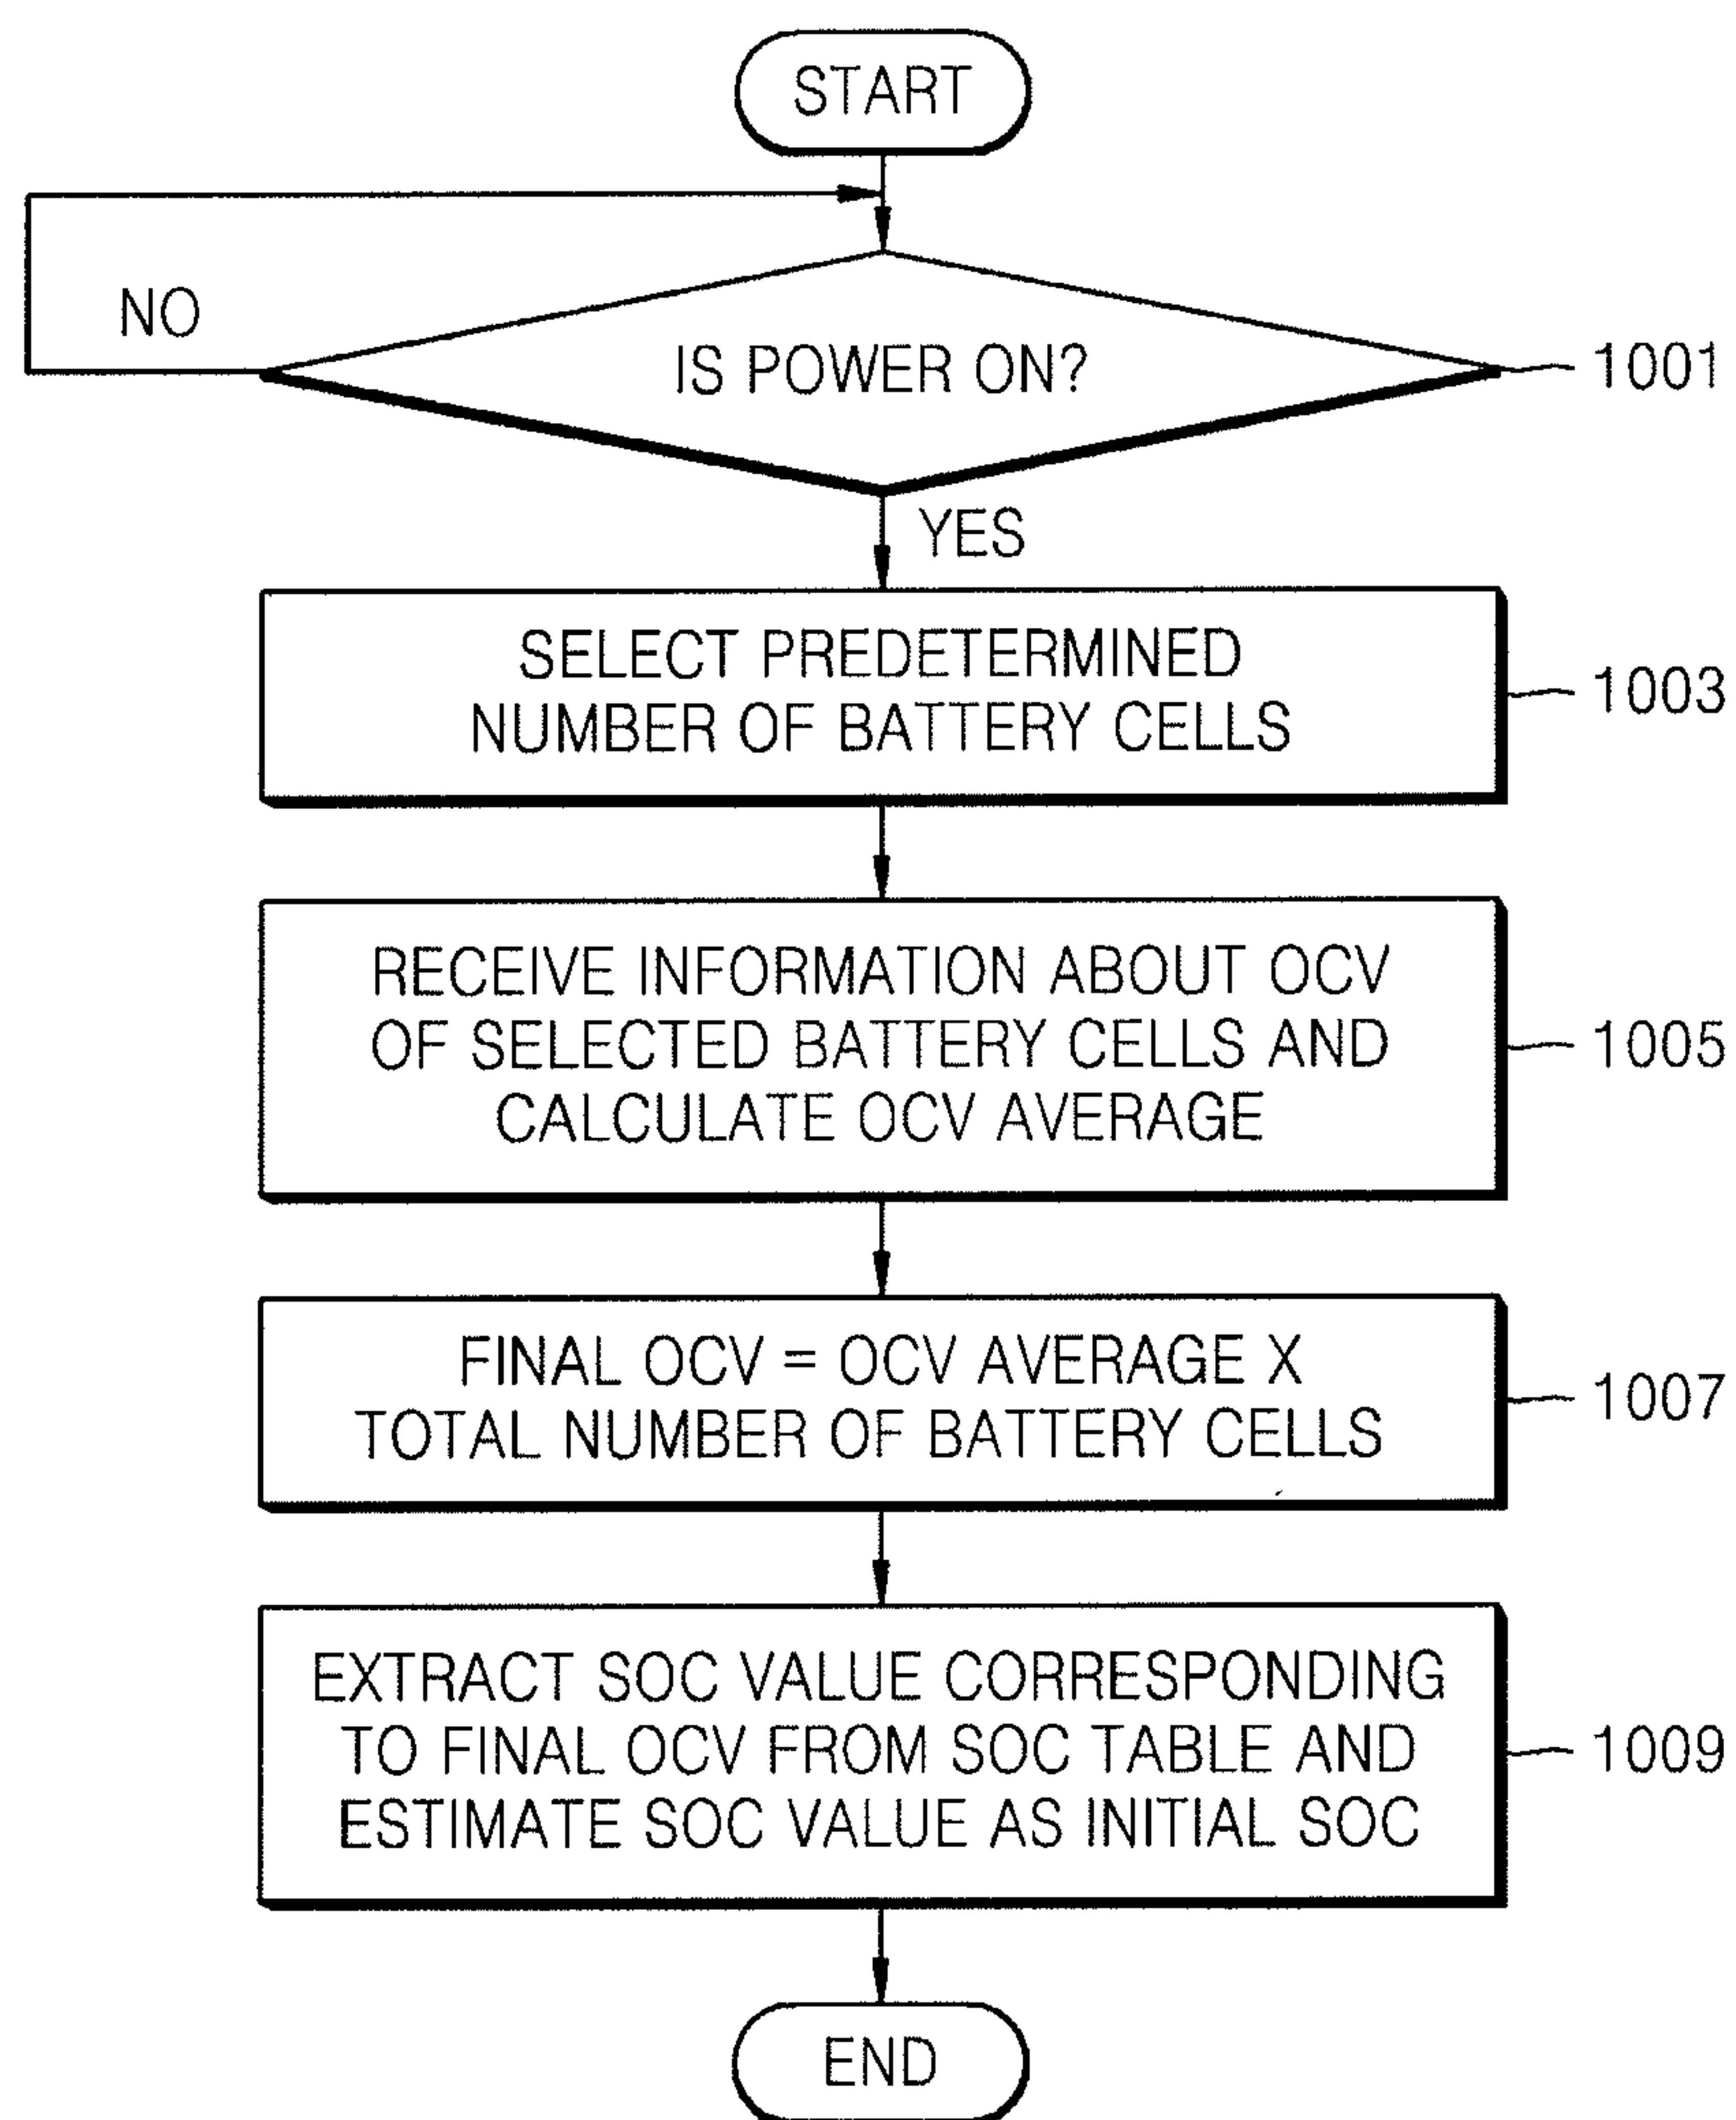 START
NO
IS POWER ON?
1001
YES
SELECT PREDETERMINED
NUMBER OF BATTERY CELLS
1003
RECEIVE INFORMATION ABOUT OCV
OF SELECTED BATTERY CELLS AND
CALCULATE OCV AVERAGE
1005
FINAL OCV = OCV AVERAGE X
TOTAL NUMBER OF BATTERY CELLS
1007
EXTRACT SOC VALUE CORRESPONDING
TO FINAL OCV FROM SOC TABLE AND
ESTIMATE SOC VALUE AS INITIAL SOC
1009
END